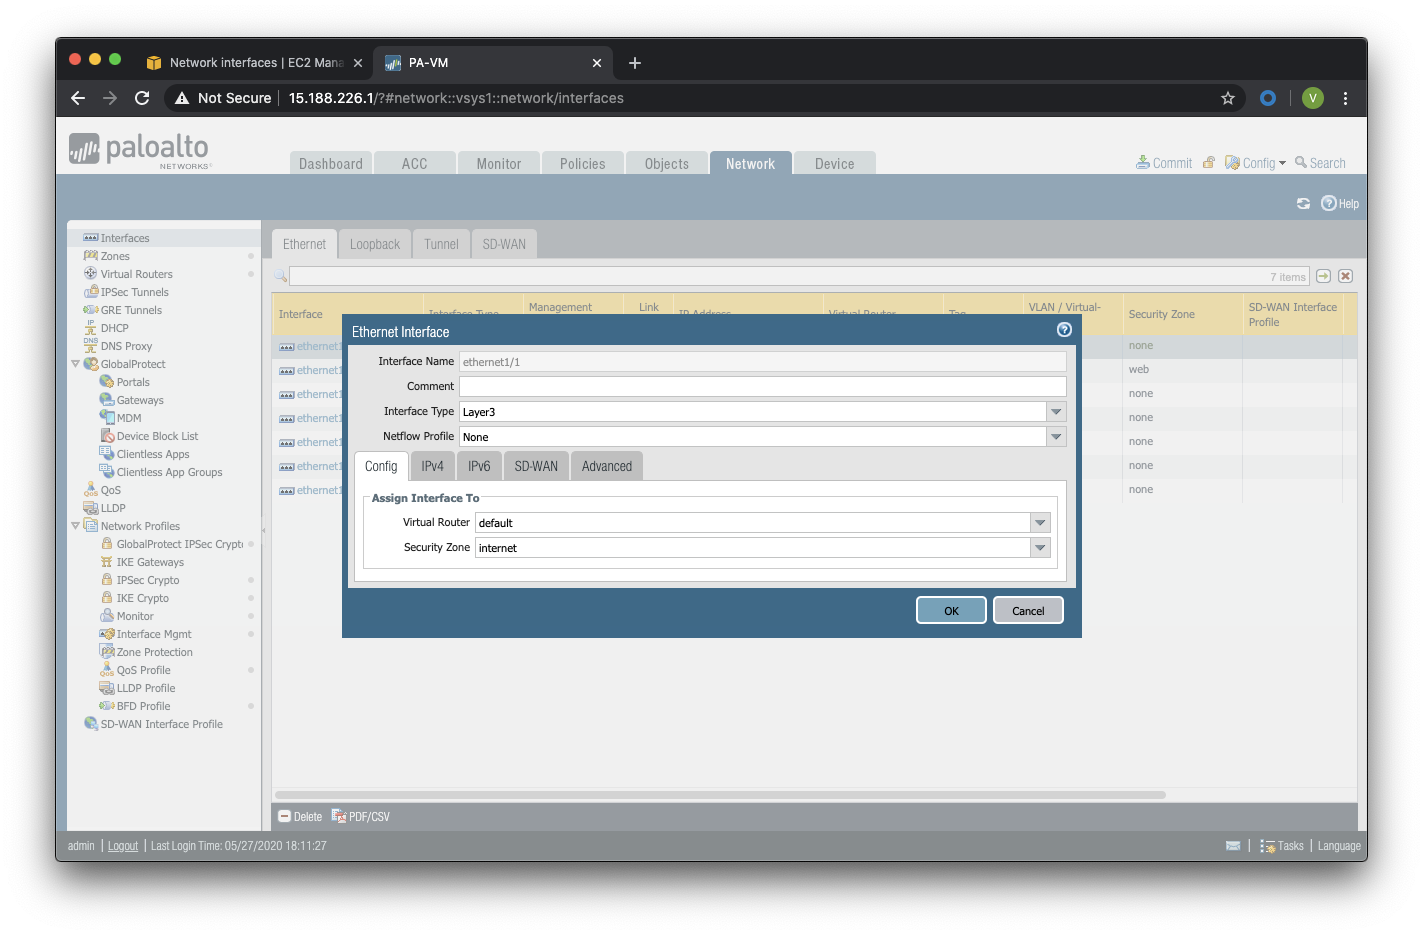 Network interfaces | EC2 Mana
PA-VM
Not Secure
15.188.226.1/?#network::vsys1::network/interfaces
V
paloalto
NETWORKS®
Dashboard
ACC
Monitor
Policies
Objects
Network
Device
Commit
Config
Search
Help
Interfaces
Zones
Virtual Routers
IPSec Tunnels
GRE Tunnels
DHCP
DNS Proxy
GlobalProtect
Portals
Gateways
MDM
Device Block List
Clientless Apps
Clientless App Groups
QoS
LLDP
Network Profiles
GlobalProtect IPSec Crypt
IKE Gateways
IPSec Crypto
IKE Crypto
Monitor
Interface Mgmt
Zone Protection
QoS Profile
LLDP Profile
BFD Profile
SD-WAN Interface Profile
Ethernet
Loopback
Tunnel
SD-WAN
7 items
Interface
Interface Type
Management
Link
IP Address
Virtual Router
Tag
VLAN / Virtual-
Security Zone
SD-WAN Interface
Profile
ethernet1 none
ethernet1 web
ethernet1 none
ethernet1 none
ethernet1 none
ethernet1 none
ethernet1 none
Ethernet Interface
Interface Name ethernet1/1
Comment
Interface Type Layer3
Netflow Profile None
Config
IPv4
IPv6
SD-WAN
Advanced
Assign Interface To
Virtual Router default
Security Zone internet
OK
Cancel
Delete
PDF/CSV
admin | Logout | Last Login Time: 05/27/2020 18:11:27
Tasks | Language